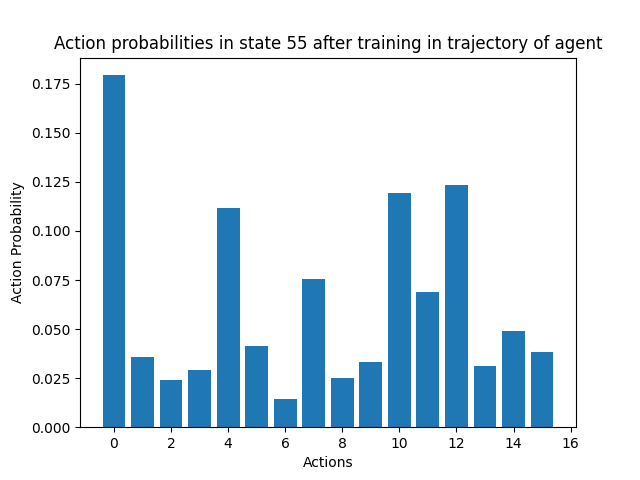 Action probabilities in state 55 after training in trajectory of agent
0.175
0.150
0.125
0.100
0.075
0.050
0.025
0.000
Action Probability
0 2 4 6 8 10 12 14 16
Actions